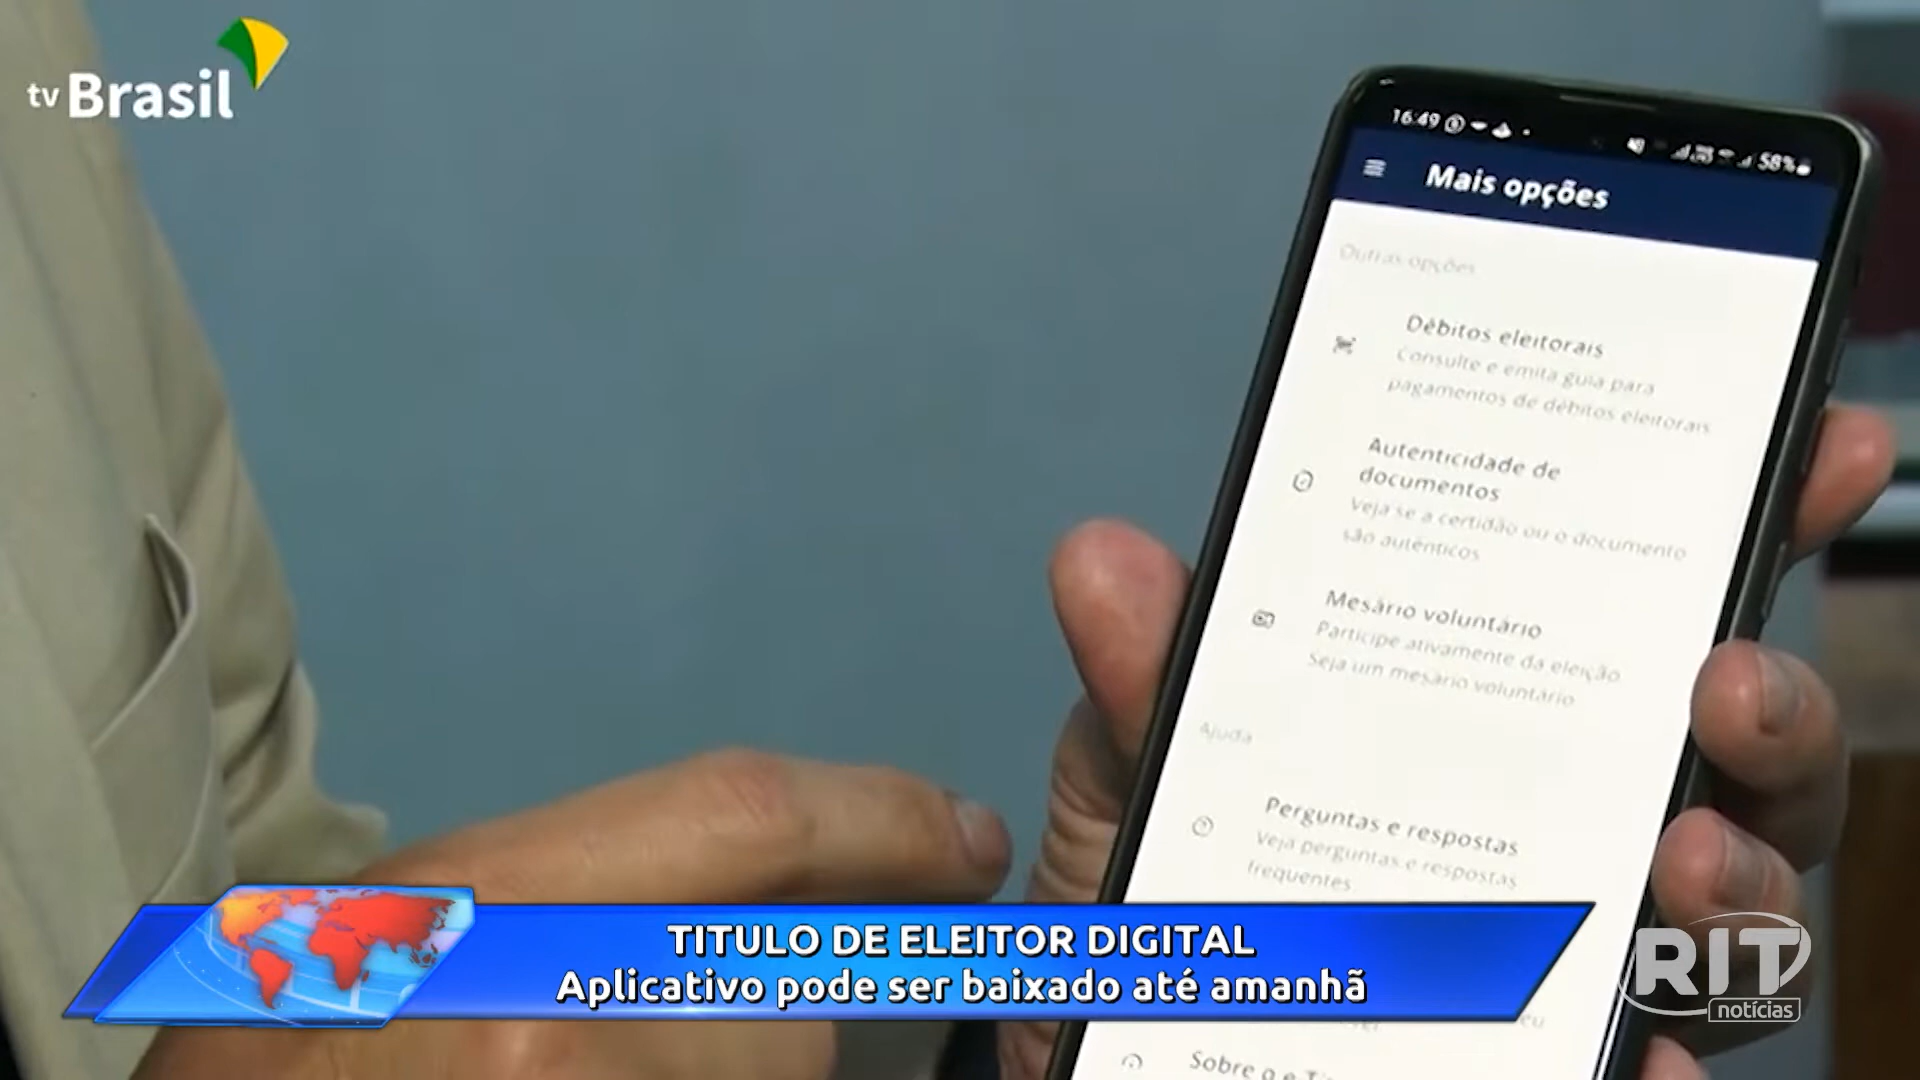 tv Brasil
16:49
58%
Mais opções
Outras opções
Débitos eleitorais
Consulte e emita guia para
pagamentos de débitos eleitorais
Autenticidade de
documentos
Veja se a certidão ou o documento
são autênticos
Mesário voluntário
Participe ativamente da eleição
Seja um mesário voluntário
Ajuda
Perguntas e respostas
Veja perguntas e respostas
frequentes
TITULO DE ELEITOR DIGITAL
Aplicativo pode ser baixado até amanhã
RIT
notícias
Sobre o e-Tí